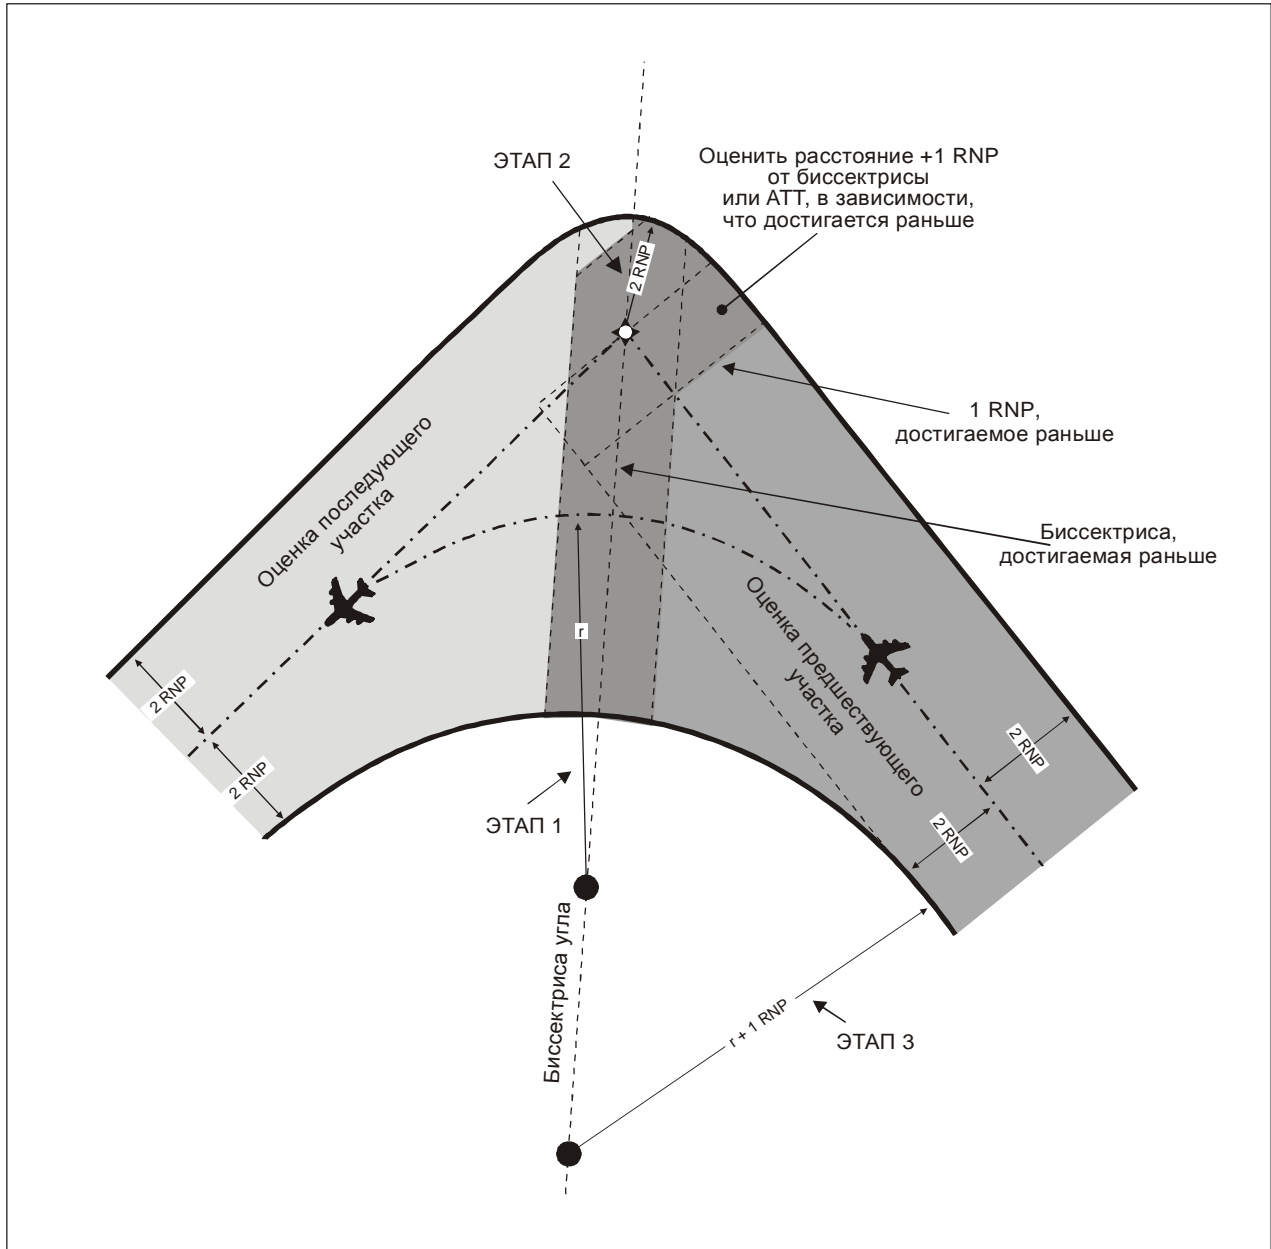 ЭТАП 2
Оценить расстояние +1 RNP
от биссектрисы
или АТТ, в зависимости,
что достигается раньше
2 RNP
1 RNP,
достигаемое раньше
Оценка последующего
участка
Биссектриса,
достигаемая раньше
r
Оценка предшествующего
участка
2 RNP
2 RNP
2 RNP
2 RNP
ЭТАП 1
Биссектриса угла
r + 1 RNP
ЭТАП 3